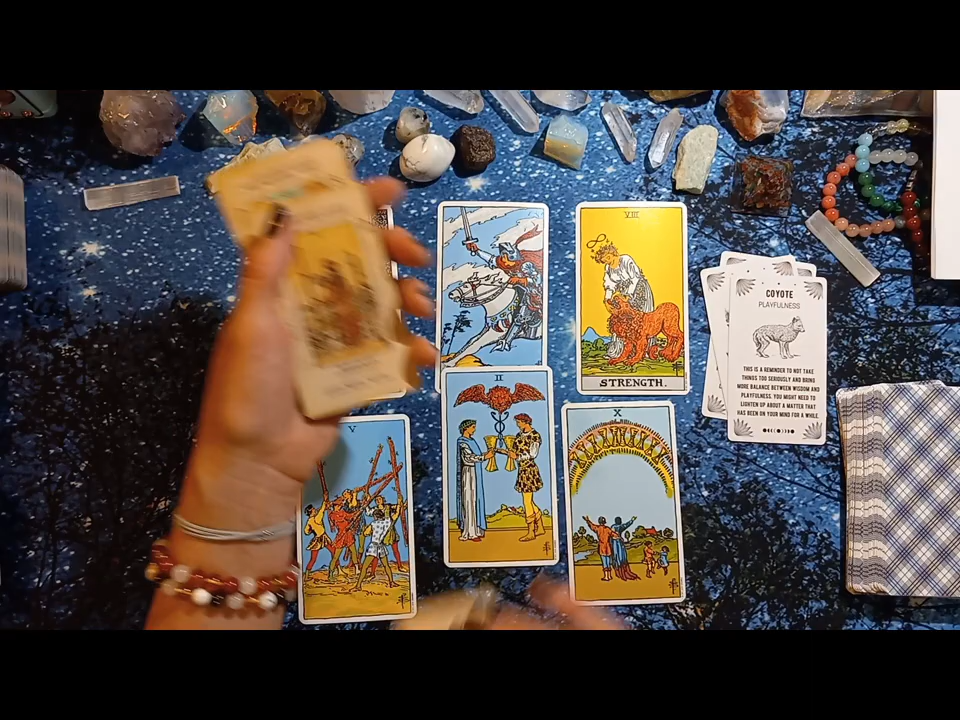 VIII
STRENGTH.
COYOTE
PLAYFULNESS
THIS IS A REMINDER TO NOT TAKE
THINGS TOO SERIOUSLY AND BRING
MORE BALANCE BETWEEN WISDOM AND
PLAYFULNESS. YOU MIGHT NEED TO
LIGHTEN UP ABOUT A MATTER THAT
HAS BEEN ON YOUR MIND FOR A WHILE.
V
II
X